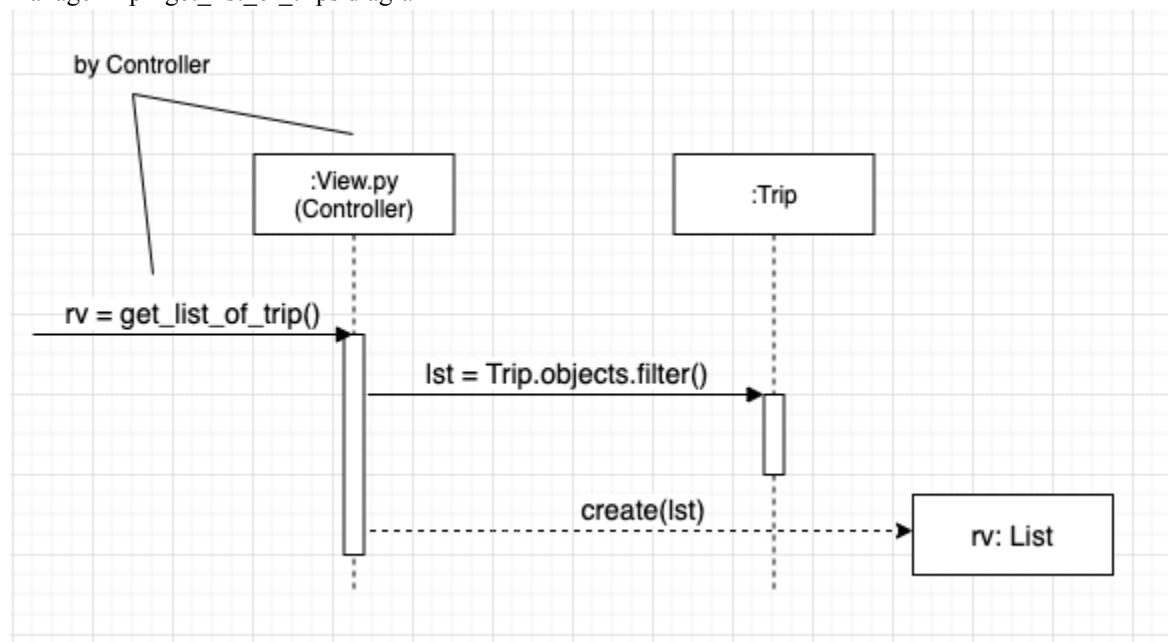 by Controller
:View.py
(Controller)
:Trip
rv = get_list_of_trip()
lst = Trip.objects.filter()
create(lst)
rv: List